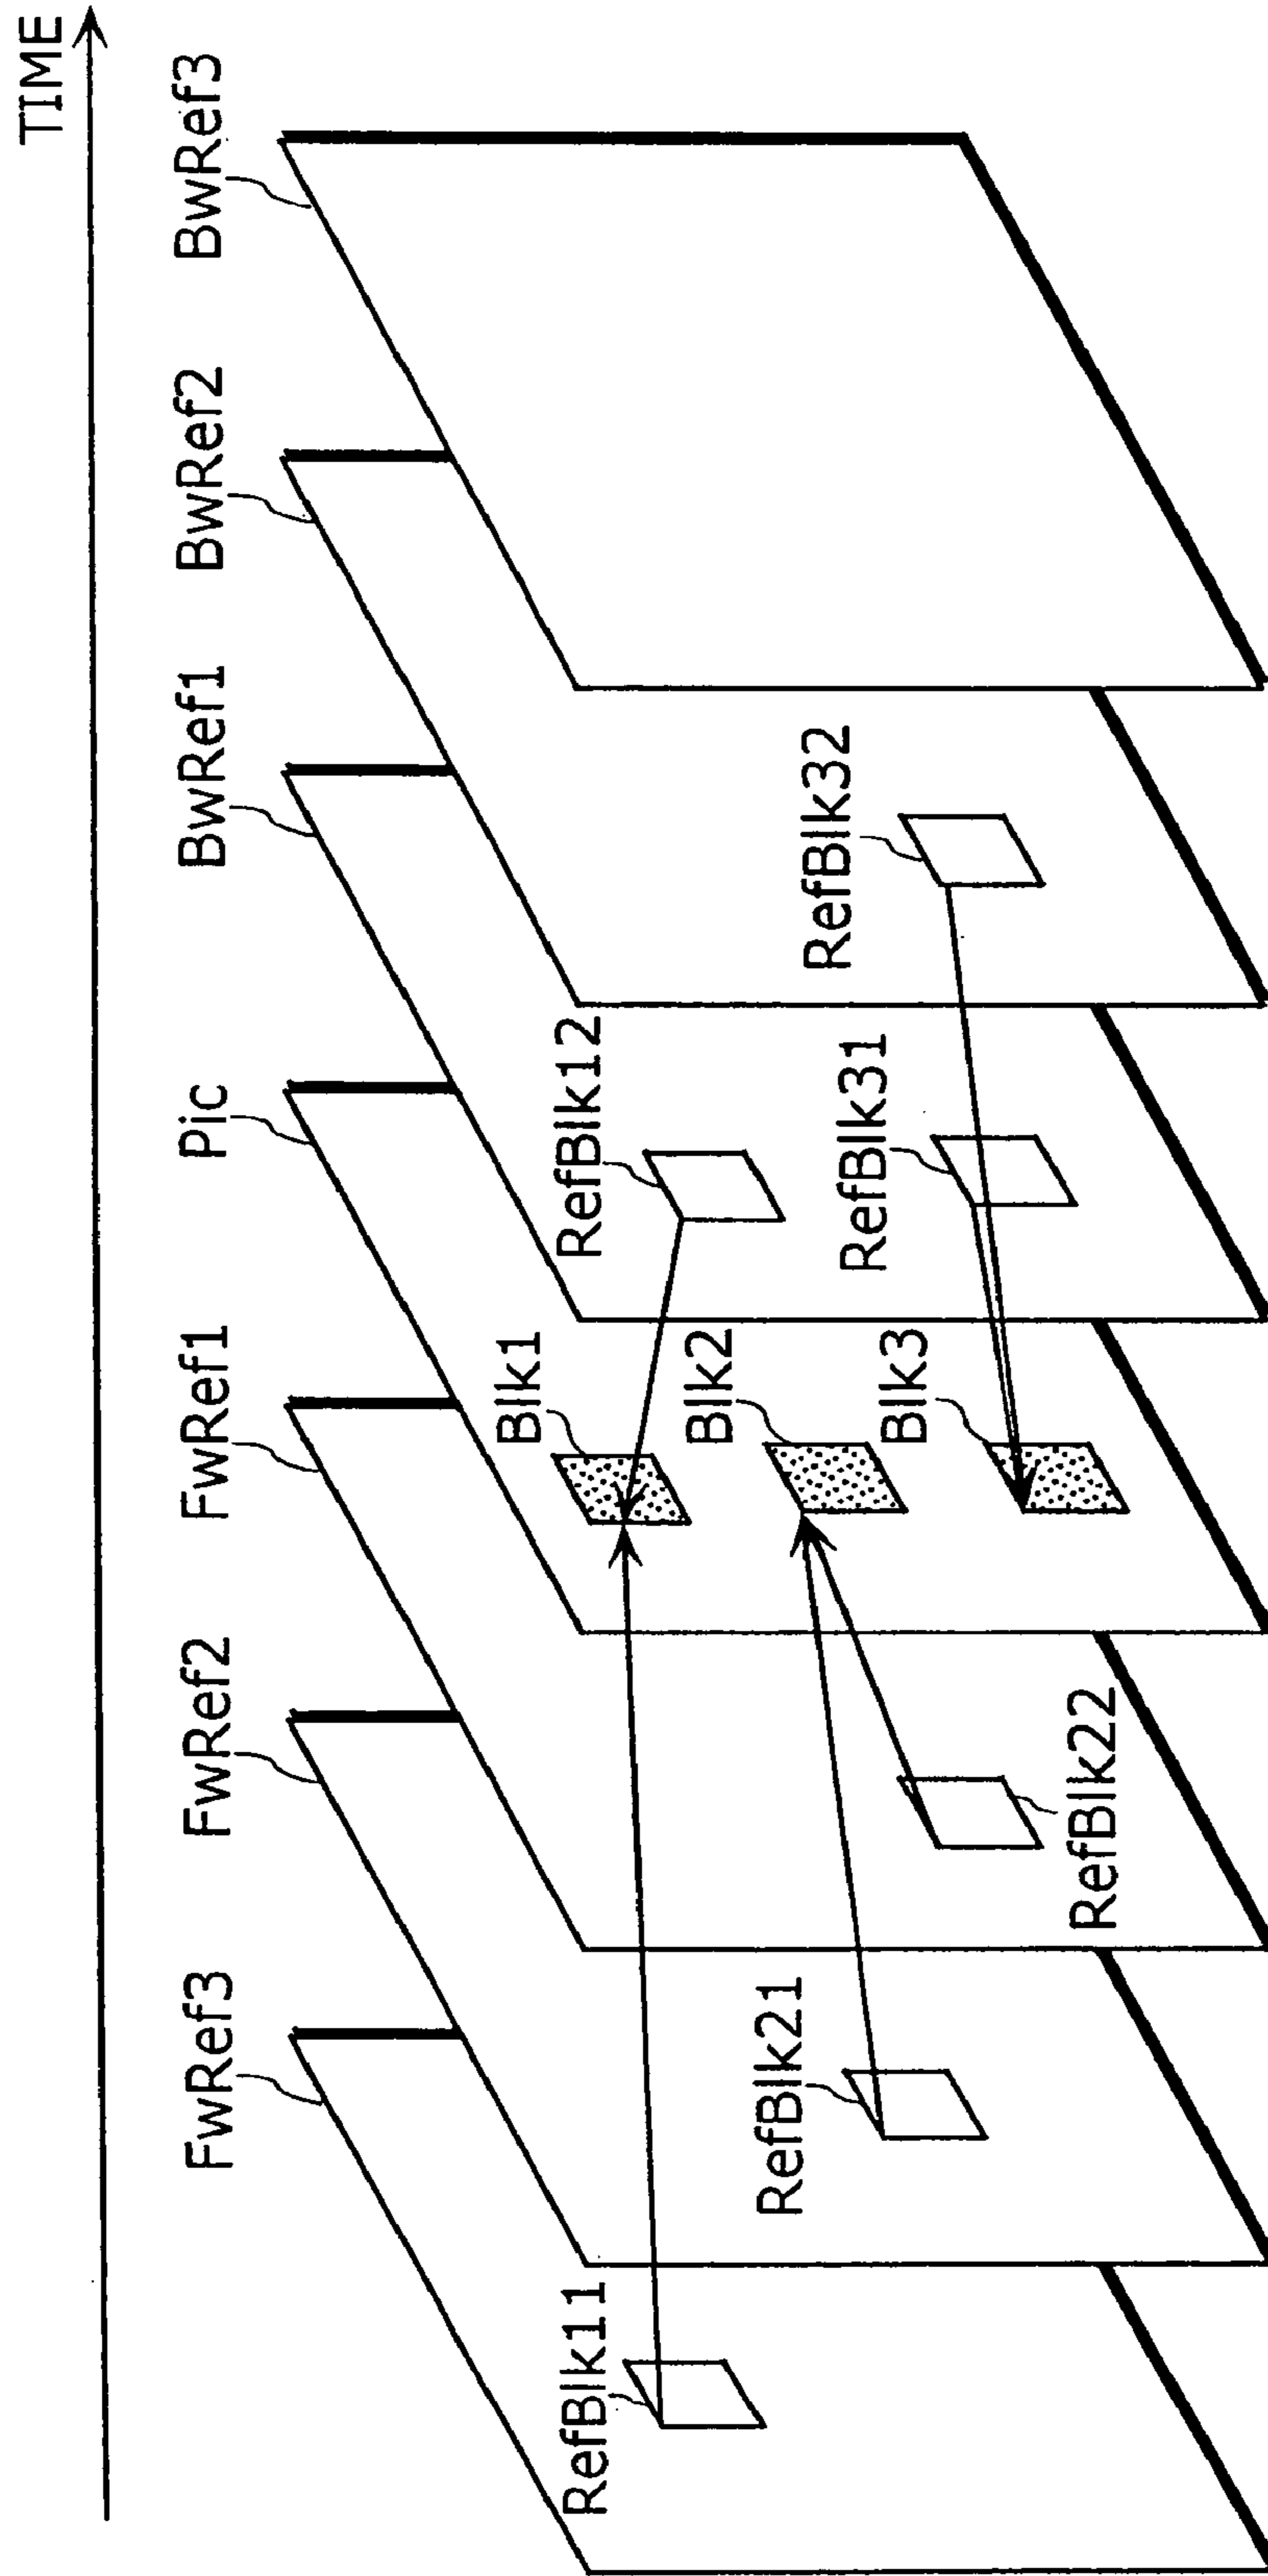 TIME
FwRef3
FwRef2
FwRef1
Pic
BwRef1
BwRef2
BwRef3
Blk1
RefBlk12
RefBlk11
Blk2
RefBlk21
RefBlk32
RefBlk31
Blk3
RefBlk22